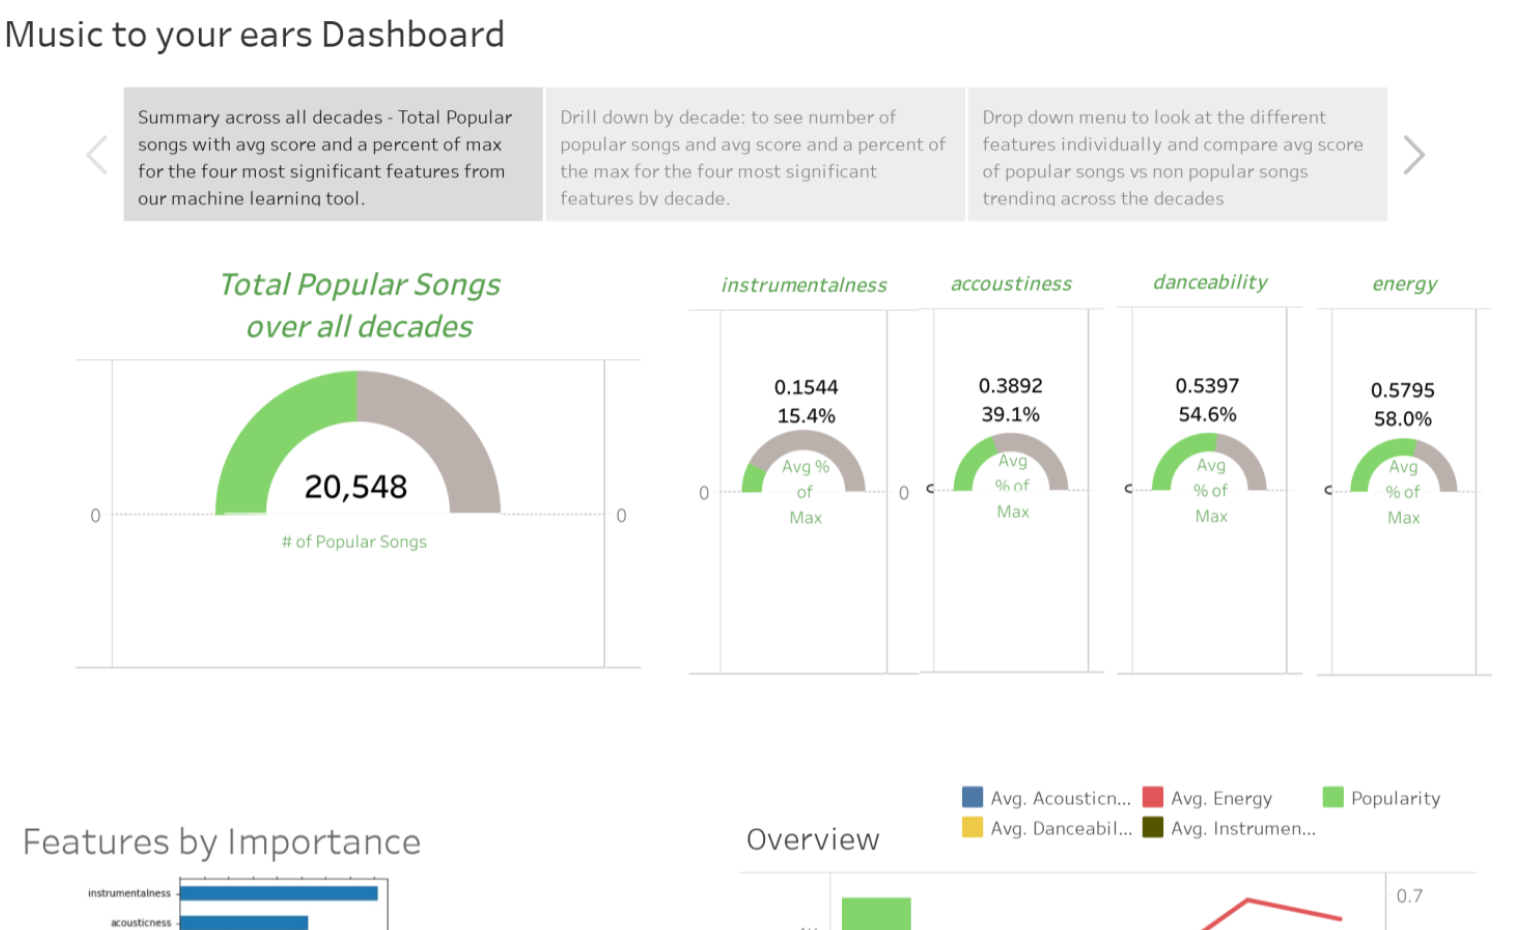 Music to your ears Dashboard
Summary across all decades - Total Popular
songs with avg score and a percent of max
for the four most significant features from
our machine learning tool.
Drill down by decade: to see number of
popular songs and avg score and a percent of
the max for the four most significant
features by decade.
Drop down menu to look at the different
features individually and compare avg score
of popular songs vs non popular songs
trending across the decades
Total Popular Songs
over all decades
20,548
0
0
# of Popular Songs
instrumentalness
0.1544
15.4%
Avg %
of
Max
0
0
accoustiness
0.3892
39.1%
Avg
% of
Max
danceability
0.5397
54.6%
Avg
% of
Max
energy
0.5795
58.0%
Avg
% of
Max
Features by Importance
instrumentalness
acousticness
Overview
Avg. Acousticn...
Avg. Energy
Popularity
Avg. Danceabil...
Avg. Instrumen...
0.7